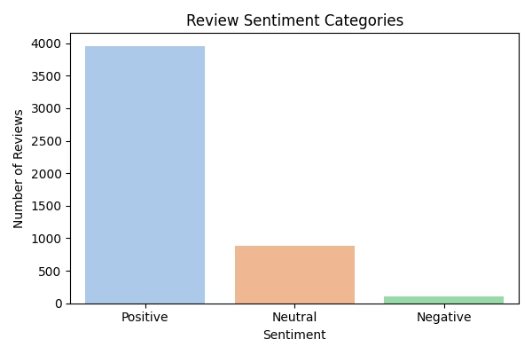 Review Sentiment Categories
Number of Reviews
4000
3500
3000
2500
2000
1500
1000
500
0
Positive Neutral Negative
Sentiment